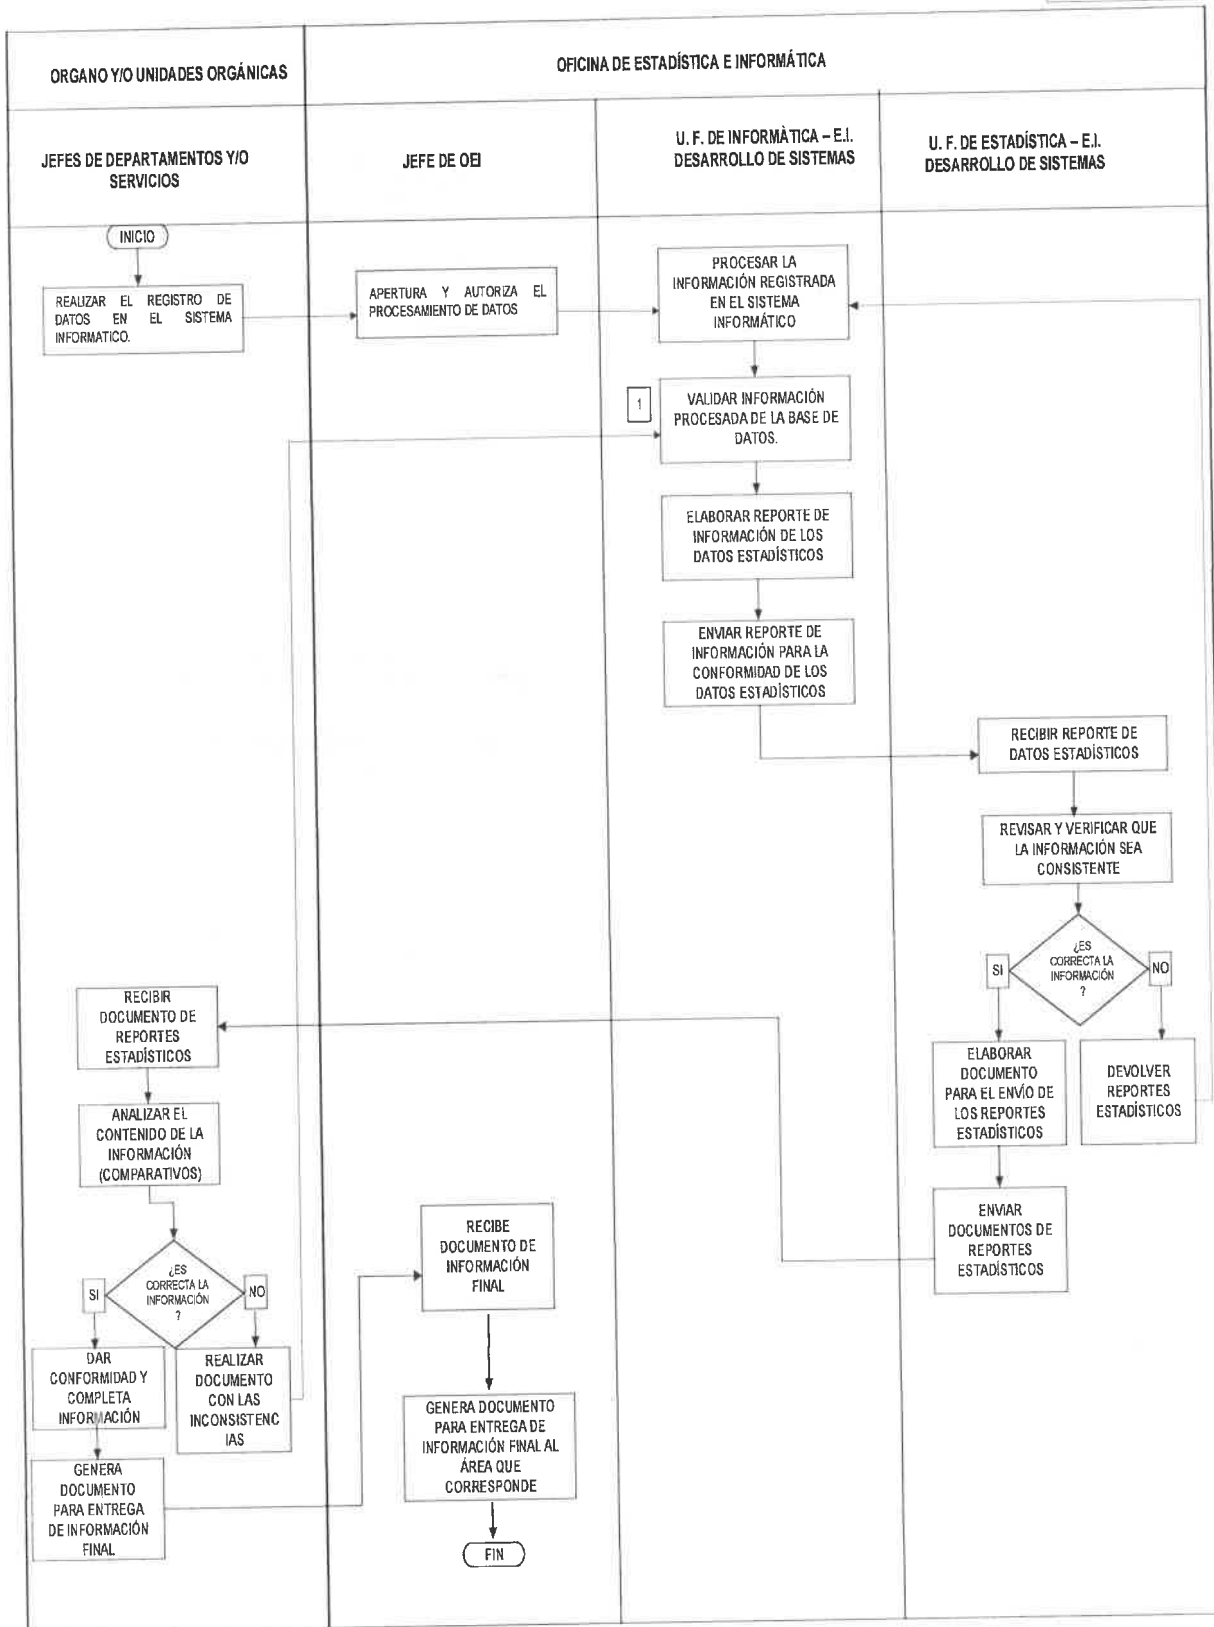 ORGANO Y/O UNIDADES ORGÁNICAS
OFICINA DE ESTADÍSTICA E INFORMÁTICA
JEFES DE DEPARTAMENTOS Y/O
SERVICIOS
JEFE DE OEI
U. F. DE INFORMÀTICA – E.I.
DESARROLLO DE SISTEMAS
U. F. DE ESTADÍSTICA – E.I.
DESARROLLO DE SISTEMAS
INICIO
REALIZAR EL REGISTRO DE
DATOS EN EL SISTEMA
INFORMATICO.
APERTURA Y AUTORIZA EL
PROCESAMIENTO DE DATOS
PROCESAR LA
INFORMACIÓN REGISTRADA
EN EL SISTEMA
INFORMÁTICO
1
VALIDAR INFORMACIÓN
PROCESADA DE LA BASE DE
DATOS.
ELABORAR REPORTE DE
INFORMACIÓN DE LOS
DATOS ESTADÍSTICOS
ENVIAR REPORTE DE
INFORMACIÓN PARA LA
CONFORMIDAD DE LOS
DATOS ESTADÍSTICOS
RECIBIR REPORTE DE
DATOS ESTADÍSTICOS
REVISAR Y VERIFICAR QUE
LA INFORMACIÓN SEA
CONSISTENTE
¿ES
CORRECTA LA
INFORMACIÓN
?
SI
NO
ELABORAR
DOCUMENTO
PARA EL ENVÍO DE
LOS REPORTES
ESTADÍSTICOS
DEVOLVER
REPORTES
ESTADÍSTICOS
ENVIAR
DOCUMENTOS DE
REPORTES
ESTADÍSTICOS
RECIBIR
DOCUMENTO DE
REPORTES
ESTADÍSTICOS
ANALIZAR EL
CONTENIDO DE LA
INFORMACIÓN
(COMPARATIVOS)
¿ES
CORRECTA LA
INFORMACIÓN
?
SI
NO
DAR
CONFORMIDAD Y
COMPLETA
INFORMACIÓN
REALIZAR
DOCUMENTO
CON LAS
INCONSISTENC
IAS
GENERA
DOCUMENTO
PARA ENTREGA
DE INFORMACIÓN
FINAL
RECIBE
DOCUMENTO DE
INFORMACIÓN
FINAL
GENERA DOCUMENTO
PARA ENTREGA DE
INFORMACIÓN FINAL AL
ÁREA QUE
CORRESPONDE
FIN